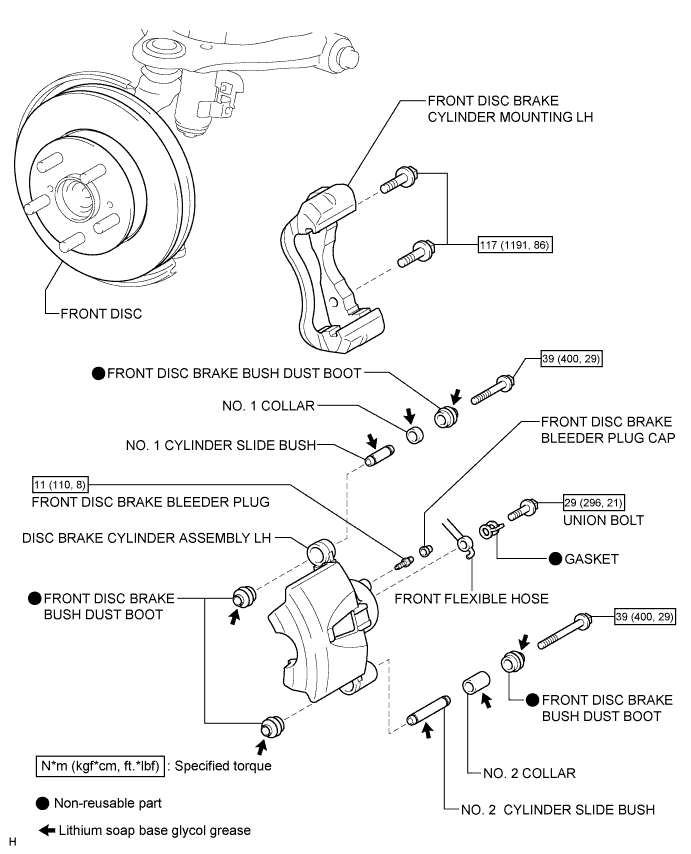 FRONT DISC BRAKE
CYLINDER MOUNTING LH
117 (1191, 86)
FRONT DISC
39 (400, 29)
FRONT DISC BRAKE BUSH DUST BOOT
NO. 1 COLLAR
FRONT DISC BRAKE
BLEEDER PLUG CAP
NO. 1 CYLINDER SLIDE BUSH
11 (110, 8)
FRONT DISC BRAKE BLEEDER PLUG
29 (296, 21)
UNION BOLT
DISC BRAKE CYLINDER ASSEMBLY LH
GASKET
FRONT DISC BRAKE
BUSH DUST BOOT
FRONT FLEXIBLE HOSE
39 (400, 29)
FRONT DISC BRAKE
BUSH DUST BOOT
N*m (kgf*cm, ft.*lbf) : Specified torque
NO. 2 COLLAR
Non-reusable part
NO. 2 CYLINDER SLIDE BUSH
Lithium soap base glycol grease
H